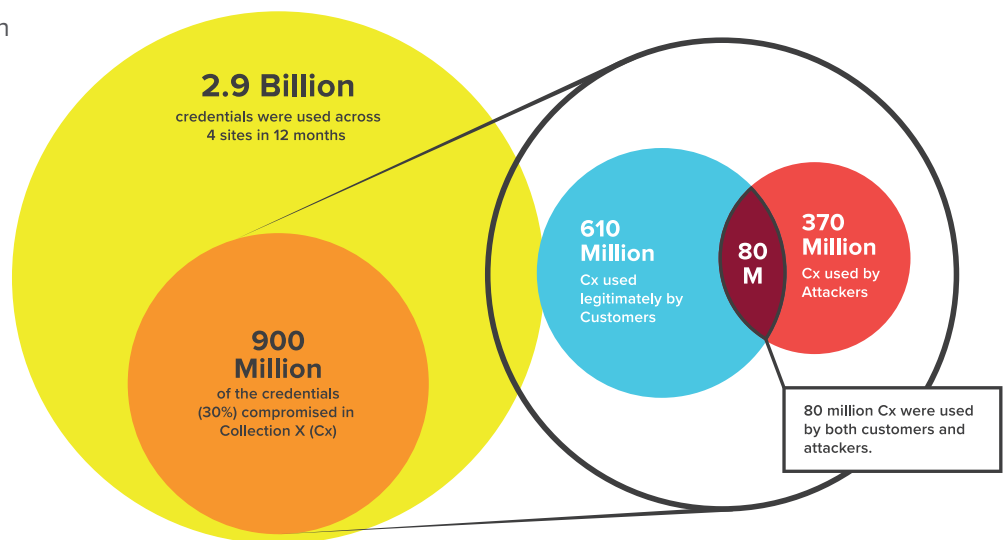 2.9 Billion
credentials were used across
4 sites in 12 months
900
Million
of the credentials
(30%) compromised in
Collection X (Cx)
610
Million
Cx used
legitimately by
Customers
80
M
370
Million
Cx used by
Attackers
80 million Cx were used
by both customers and
attackers.